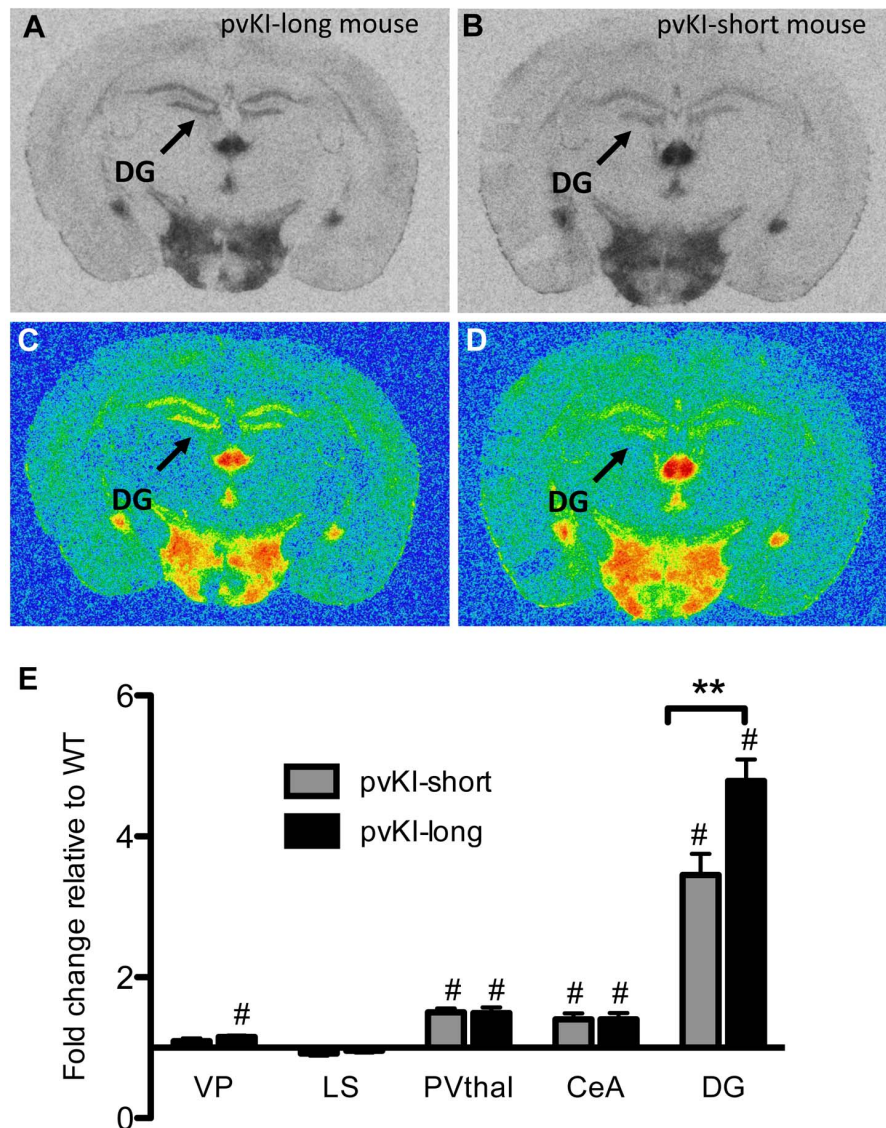 A
pvKI-long mouse
DG
B
pvKI-short mouse
DG
C
DG
D
DG
E
Fold change relative to WT
6
4
2
0
pvKI-short
pvKI-long
**
#
#
#
#
#
#
#
VP
LS
PVthal
CeA
DG